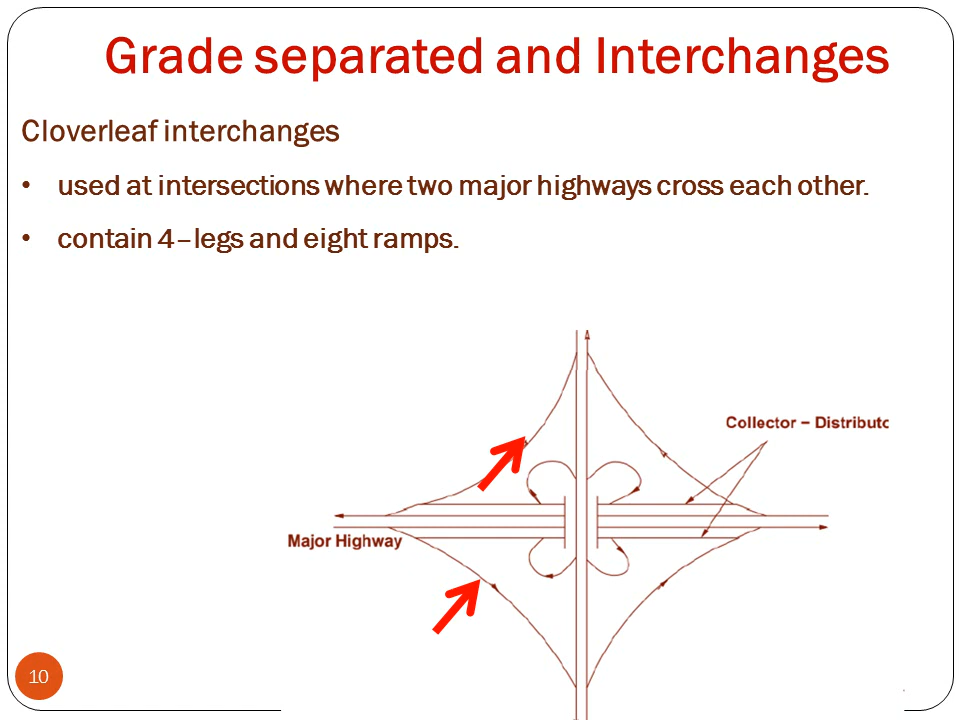 Grade separated and Interchanges
Cloverleaf interchanges
• used at intersections where two major highways cross each other.
• contain 4–legs and eight ramps.
Collector – Distributo
Major Highway
10